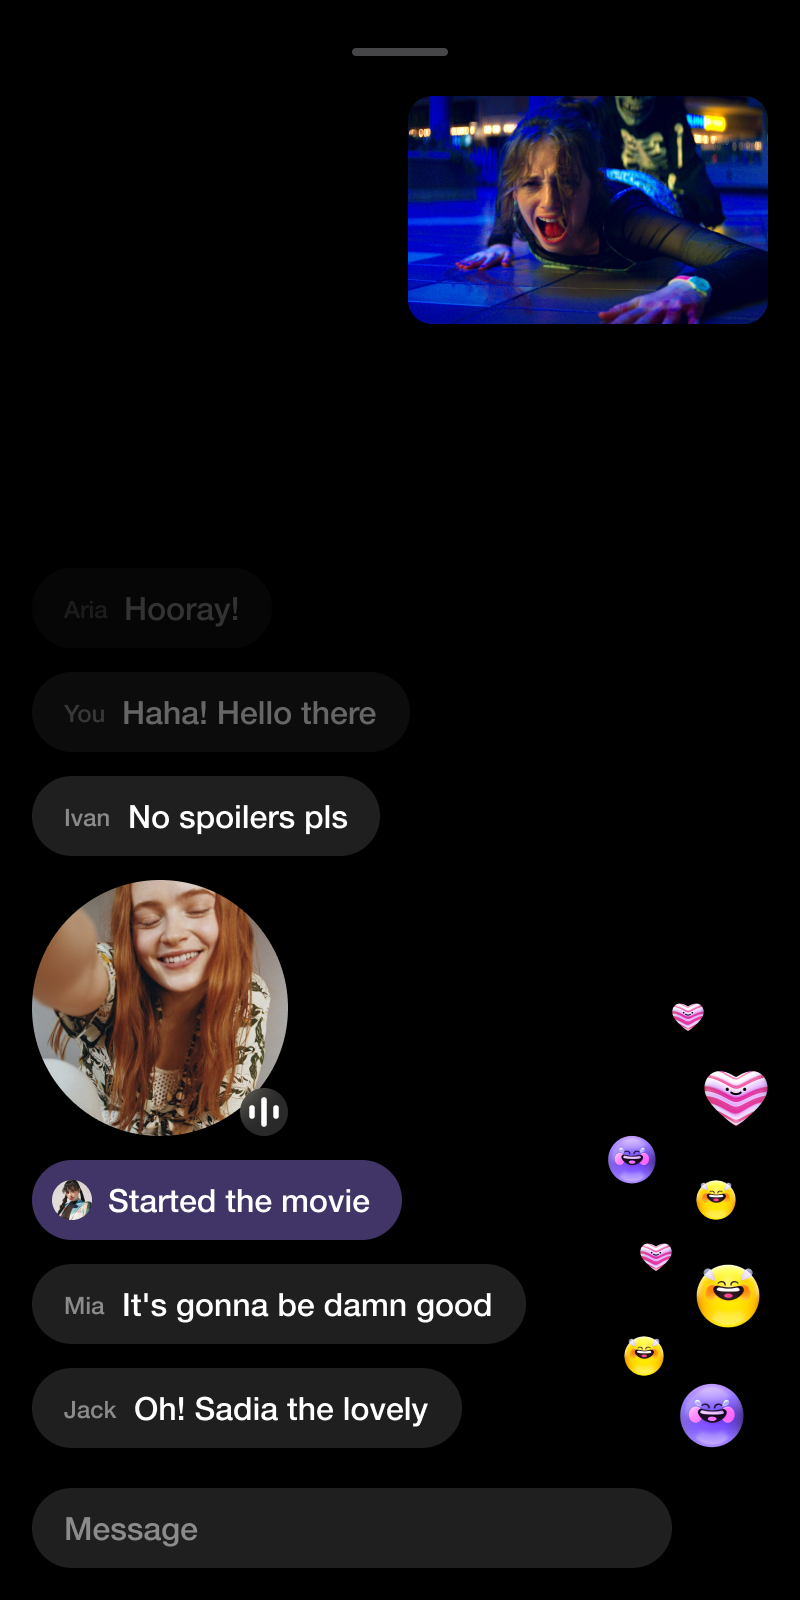 Aria Hooray!
You Haha! Hello there
Ivan No spoilers pls
Started the movie
Mia It's gonna be damn good
Jack Oh! Sadia the lovely
Message